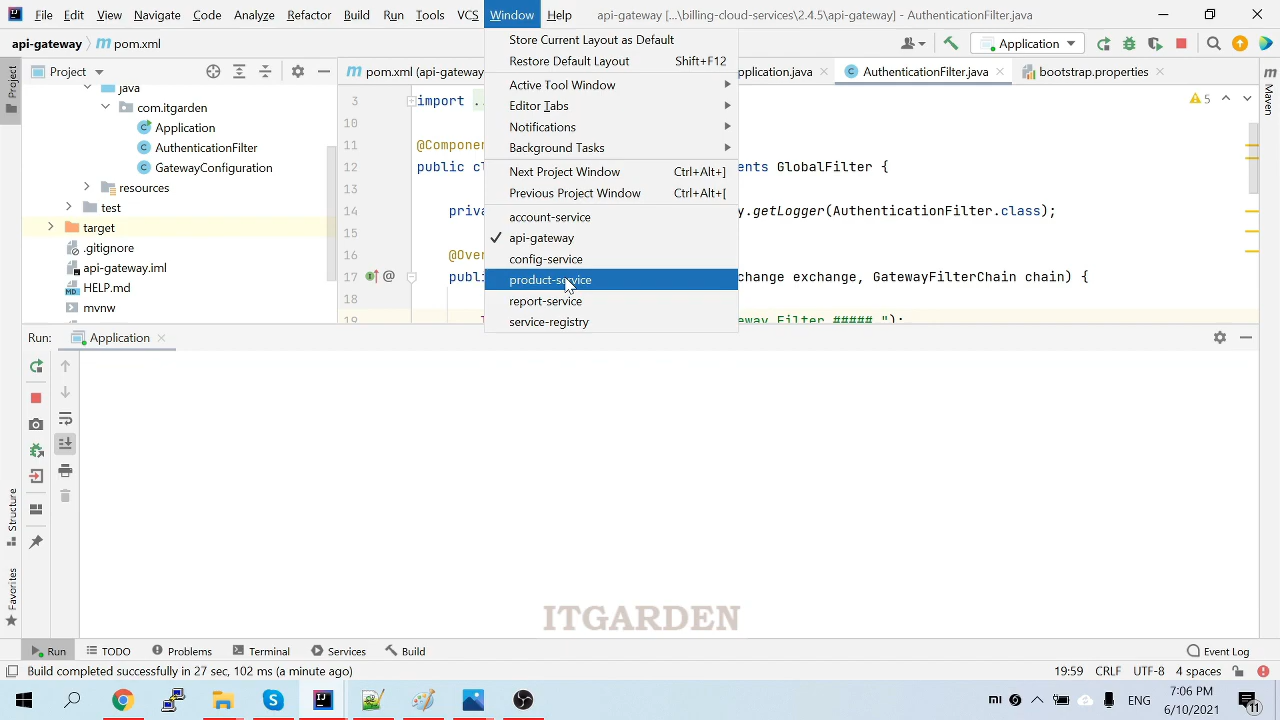 File Edit View Navigate Code Analyze Refactor Build Run Tools VCS Window Help api-gateway [...\billing-cloud-services\2.4.5\api-gateway] - AuthenticationFilter.java
api-gateway pom.xml Application
Project pom.xml (api-gateway plication.java AuthenticationFilter.java bootstrap.properties
Store Current Layout as Default
Restore Default Layout Shift+F12
Active Tool Window
Editor Tabs
Notifications
Background Tasks
Next Project Window Ctrl+Alt+]
Previous Project Window Ctrl+Alt+[
account-service
api-gateway
config-service
product-service
report-service
service-registry
java
com.itgarden
Application
AuthenticationFilter
GatewayConfiguration
resources
test
target
.gitignore
api-gateway.iml
HELP.md
mvnw
3 import ..
10
11 @Componen
12 public cl ents GlobalFilter {
13
14 priva y.getLogger(AuthenticationFilter.class);
15
16 @Over
17 publ change exchange, GatewayFilterChain chain) {
18
19 eway Filter ##### ");
5
Project
Maven
Structure
Favorites
Run: Application
ITGARDEN
Run TODO Problems Terminal Services Build Event Log
Build completed successfully in 27 sec, 102 ms (a minute ago) 19:59 CRLF UTF-8 4 spaces
ENG 7:06 PM
6/10/2021
11